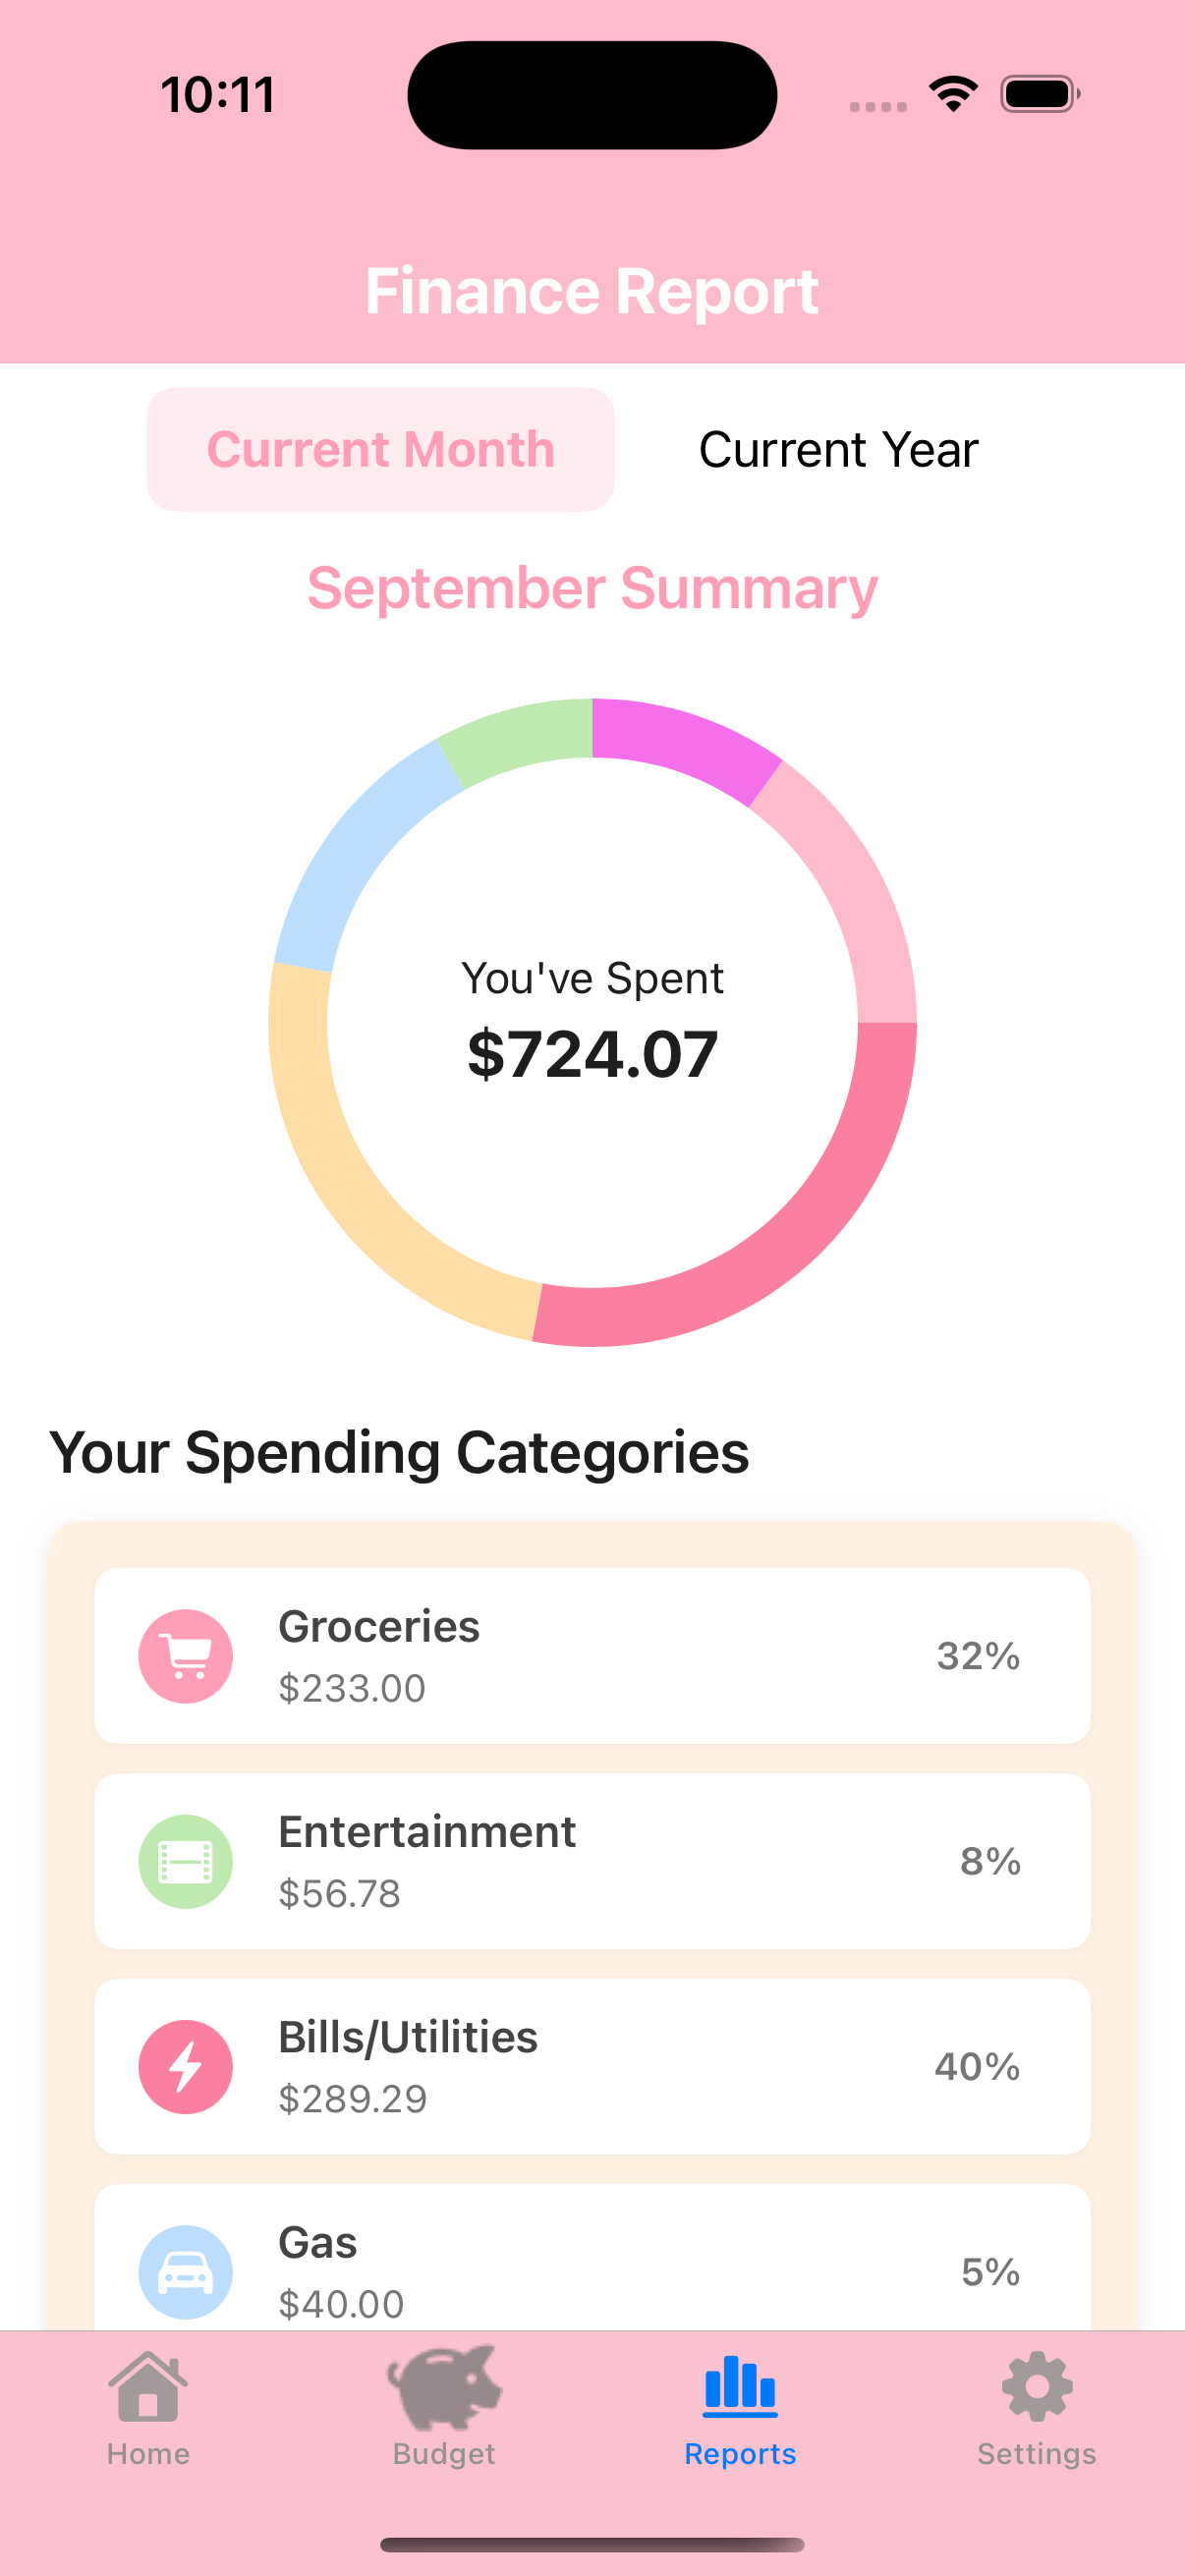 10:11
Finance Report
Current Month
Current Year
September Summary
You've Spent
$724.07
Your Spending Categories
Groceries
$233.00
32%
Entertainment
$56.78
8%
Bills/Utilities
$289.29
40%
Gas
$40.00
5%
Home
Budget
Reports
Settings